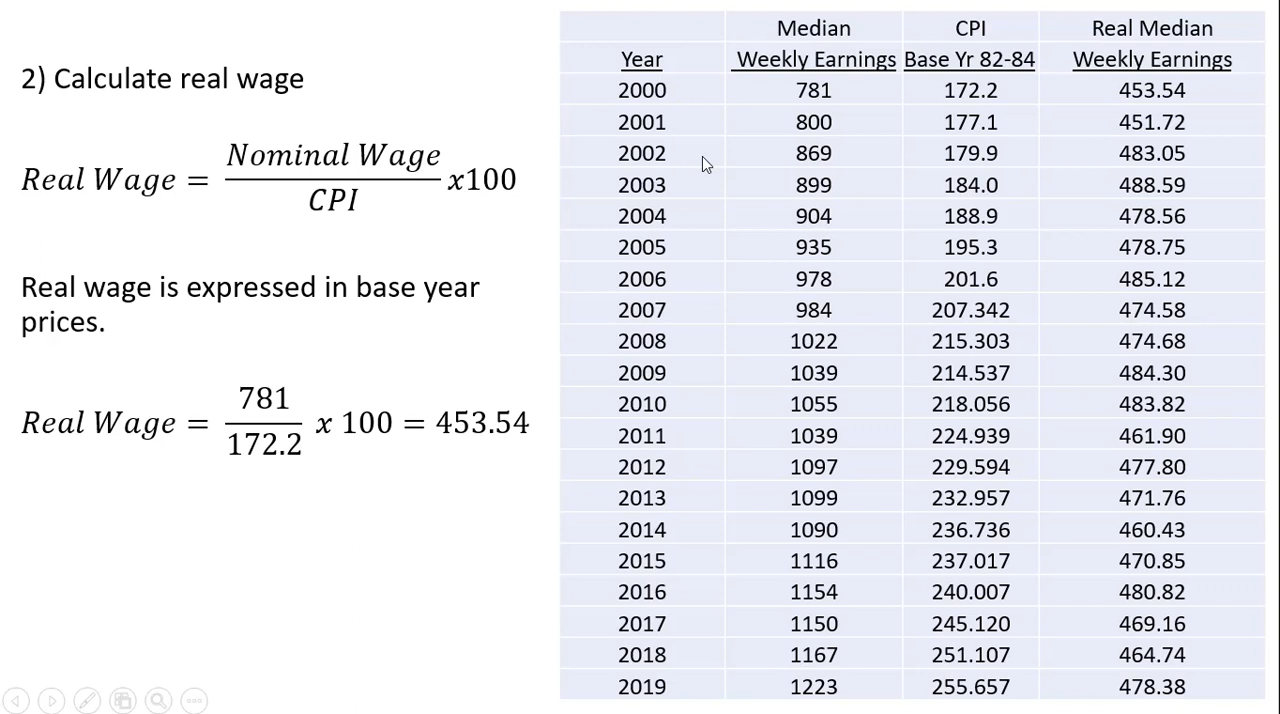 2) Calculate real wage
Real Wage = Nominal Wage / CPI x100
Real wage is expressed in base year
prices.
Real Wage = 781 / 172.2 x 100 = 453.54
Median CPI Real Median
Year Weekly Earnings Base Yr 82-84 Weekly Earnings
2000 781 172.2 453.54
2001 800 177.1 451.72
2002 869 179.9 483.05
2003 899 184.0 488.59
2004 904 188.9 478.56
2005 935 195.3 478.75
2006 978 201.6 485.12
2007 984 207.342 474.58
2008 1022 215.303 474.68
2009 1039 214.537 484.30
2010 1055 218.056 483.82
2011 1039 224.939 461.90
2012 1097 229.594 477.80
2013 1099 232.957 471.76
2014 1090 236.736 460.43
2015 1116 237.017 470.85
2016 1154 240.007 480.82
2017 1150 245.120 469.16
2018 1167 251.107 464.74
2019 1223 255.657 478.38